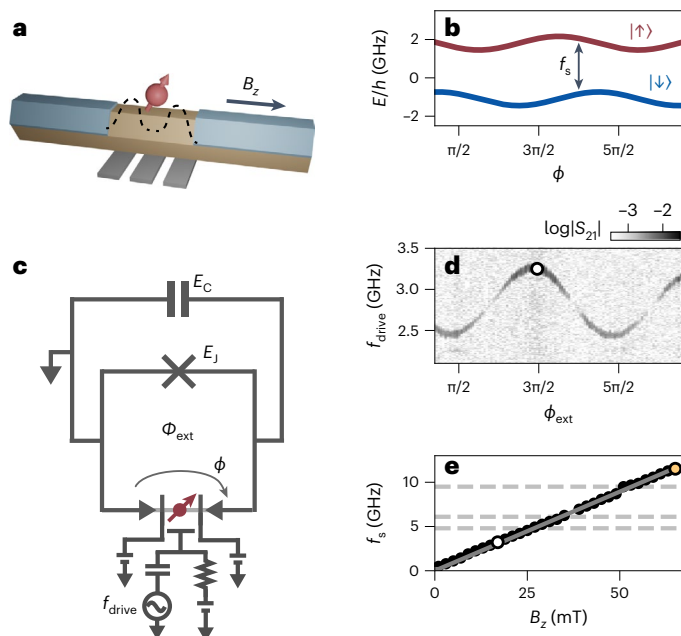 a
B_z
b
E/h (GHz)
2
0
−2
|↑⟩
f_s
|↓⟩
π/2
3π/2
5π/2
ϕ
c
E_C
E_J
Φ_ext
ϕ
f_drive
log|S_21|
−3
−2
d
f_drive (GHz)
3.5
3.0
2.5
π/2
3π/2
5π/2
ϕ_ext
e
f_s (GHz)
10
5
0
0
25
50
B_z (mT)